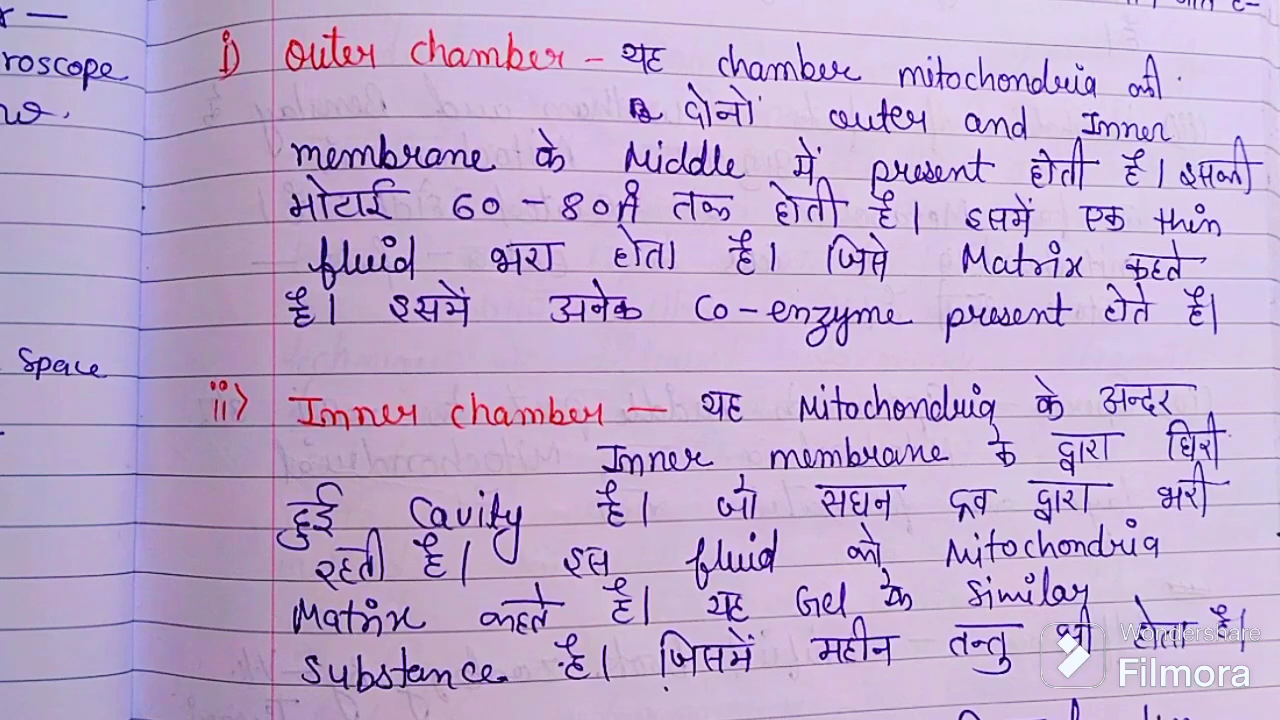 roscope
i) Outer chamber - यह chamber mitochondria की
दोनों outer and Inner
membrane के Middle में present होती है। इसकी
मोटाई 60-80Å तक होती है। इसमें एक thin
fluid भरा होता है। जिसे Matrix कहते
है। इसमें अनेक Co-enzyme present होते है।
Space
ii) Inner chamber - यह Mitochondria के अन्दर
Inner membrane के द्वारा घिरी
हुई Cavity है। जो सघन द्रव द्वारा भरी
रहती है। इस fluid को Mitochondria
Matrix कहते है। यह Gel के Similar
Substance है। जिसमें महीन तन्तु भी होता है।
Wondershare
Filmora